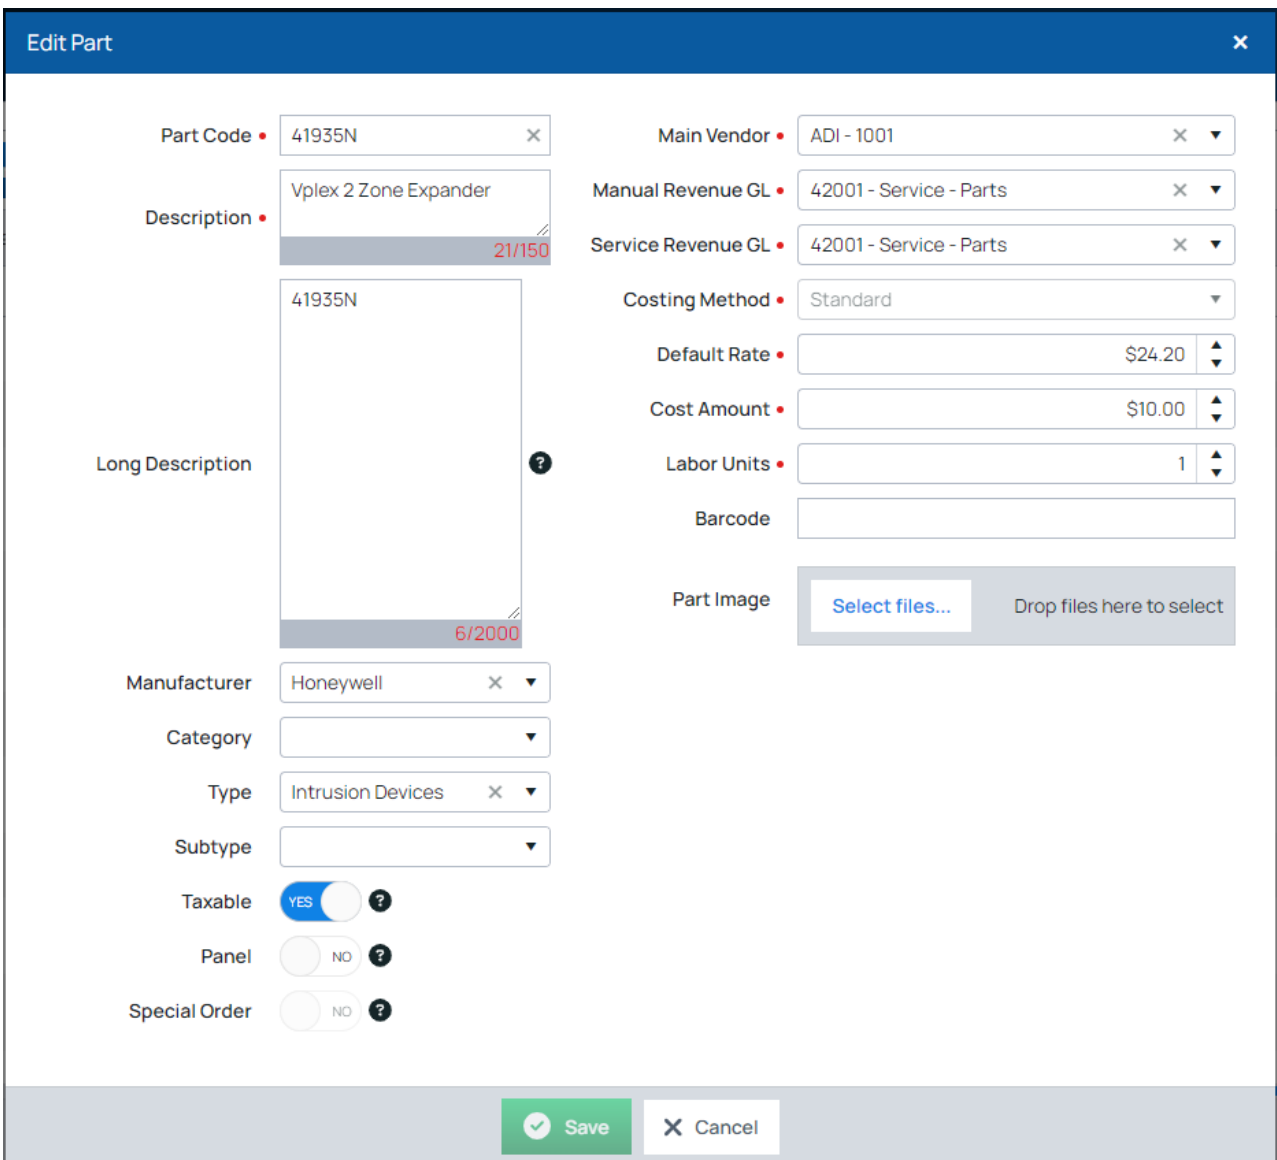 Edit Part
Part Code • 41935N
Description • Vplex 2 Zone Expander
21/150
Long Description 41935N
6/2000
Manufacturer Honeywell
Category
Type Intrusion Devices
Subtype
Taxable YES
Panel NO
Special Order NO
Main Vendor • ADI - 1001
Manual Revenue GL • 42001 - Service - Parts
Service Revenue GL • 42001 - Service - Parts
Costing Method • Standard
Default Rate • $24.20
Cost Amount • $10.00
Labor Units • 1
Barcode
Part Image Select files... Drop files here to select
Save Cancel